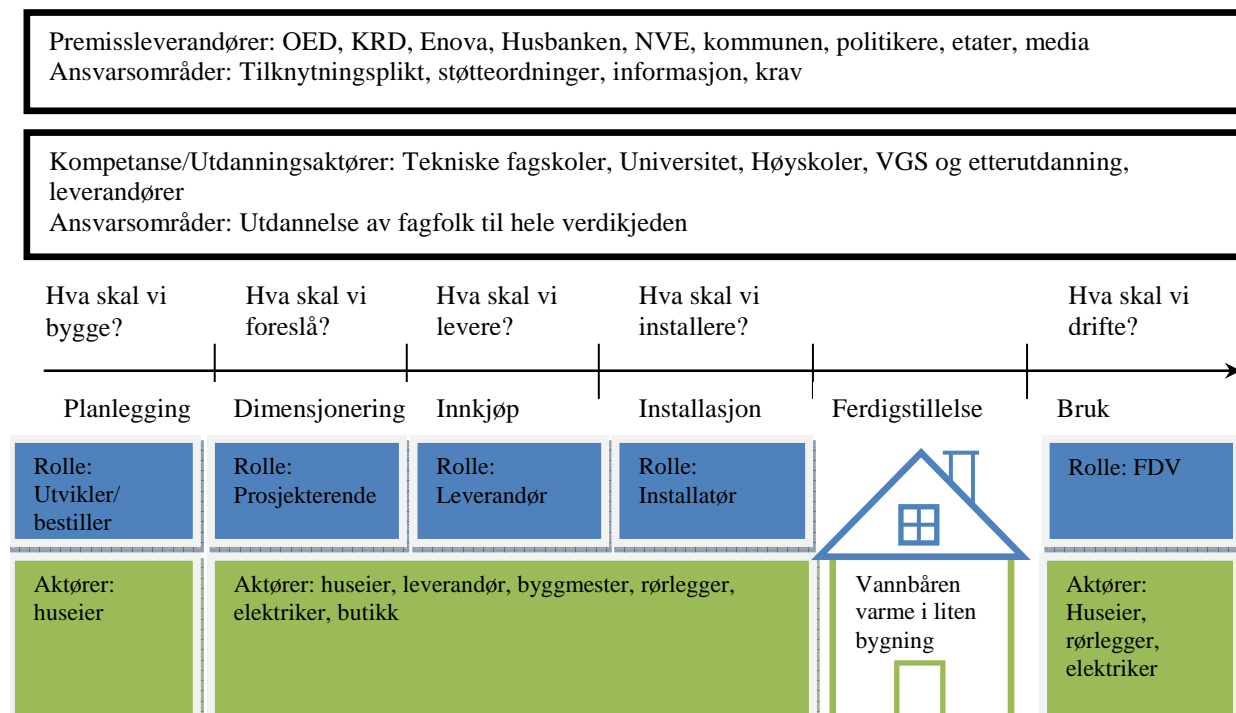 Premissleverandører: OED, KRD, Enova, Husbanken, NVE, kommunen, politikere, etater, media
Ansvarsområder: Tilknytningsplikt, støtteordninger, informasjon, krav
Kompetanse/Utdanningsaktører: Tekniske fagskoler, Universitet, Høyskoler, VGS og etterutdanning,
leverandører
Ansvarsområder: Utdannelse av fagfolk til hele verdikjeden
Hva skal vi
bygge?
Hva skal vi
foreslå?
Hva skal vi
levere?
Hva skal vi
installere?
Hva skal vi
drifte?
Planlegging
Dimensjonering
Innkjøp
Installasjon
Ferdigstillelse
Bruk
Rolle:
Utvikler/
bestiller
Rolle:
Prosjekterende
Rolle:
Leverandør
Rolle:
Installatør
Rolle: FDV
Aktører:
huseier
Aktører: huseier, leverandør, byggmester, rørlegger,
elektriker, butikk
Vannbåren
varme i liten
bygning
Aktører:
Huseier,
rørlegger,
elektriker